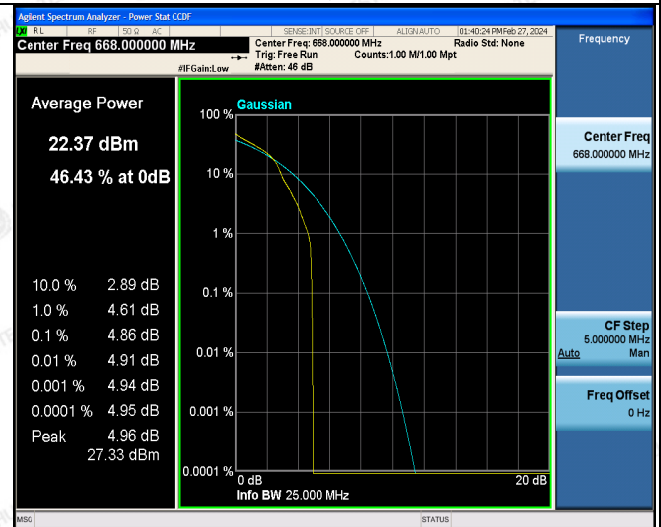 Agilent Spectrum Analyzer - Power Stat CCDF
RL RF 50 Ω AC SENSE:INT SOURCE OFF ALIGNAUTO 01:40:24 PM Feb 27, 2024
Center Freq 668.000000 MHz
Center Freq: 668.000000 MHz Radio Std: None
Trig: Free Run Counts:1.00 M/1.00 Mpt
#IFGain:Low #Atten: 46 dB
Frequency
Average Power
22.37 dBm
46.43 % at 0dB
10.0 % 2.89 dB
1.0 % 4.61 dB
0.1 % 4.86 dB
0.01 % 4.91 dB
0.001 % 4.94 dB
0.0001 % 4.95 dB
Peak 4.96 dB
27.33 dBm
Gaussian
100 %
10 %
1 %
0.1 %
0.01 %
0.001 %
0.0001 %
0 dB 20 dB
Info BW 25.000 MHz
Center Freq
668.000000 MHz
CF Step
5.000000 MHz
Auto Man
Freq Offset
0 Hz
MSG STATUS